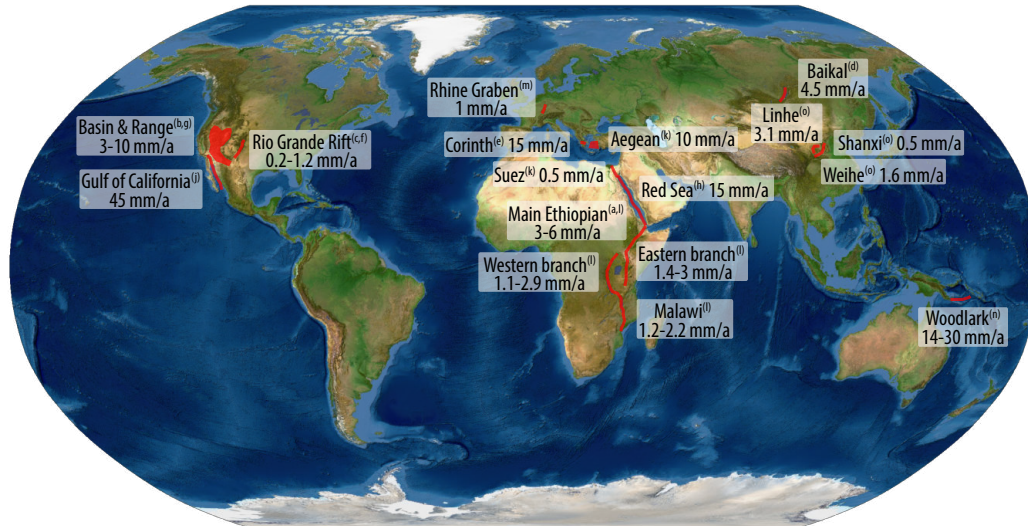 Baikal(d)
4.5 mm/a
Rhine Graben(m)
1 mm/a
Linhe(o)
3.1 mm/a
Basin & Range(b,g)
3-10 mm/a
Rio Grande Rift(c,f)
0.2-1.2 mm/a
Corinth(e) 15 mm/a
Aegean(k) 10 mm/a
Shanxi(o) 0.5 mm/a
Gulf of California(j)
45 mm/a
Suez(k) 0.5 mm/a
Weihe(o) 1.6 mm/a
Red Sea(h) 15 mm/a
Main Ethiopian(a,l)
3-6 mm/a
Western branch(l)
1.1-2.9 mm/a
Eastern branch(l)
1.4-3 mm/a
Malawi(l)
1.2-2.2 mm/a
Woodlark(n)
14-30 mm/a